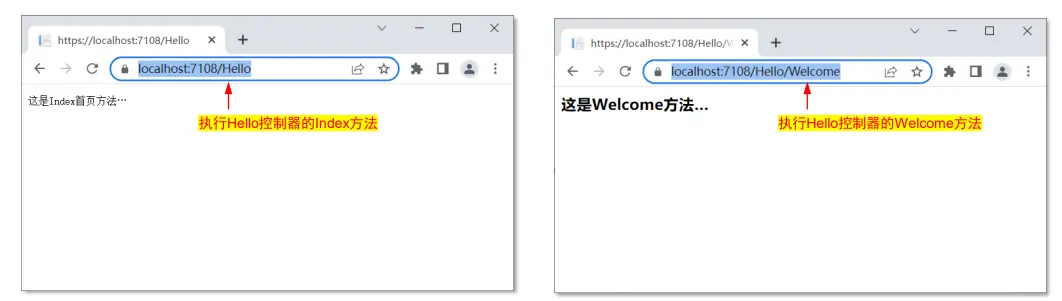 https://localhost:7108/Hello
localhost:7108/Hello
这是Index首页方法…
执行Hello控制器的Index方法
https://localhost:7108/Hello/W
localhost:7108/Hello/Welcome
这是Welcome方法...
执行Hello控制器的Welcome方法